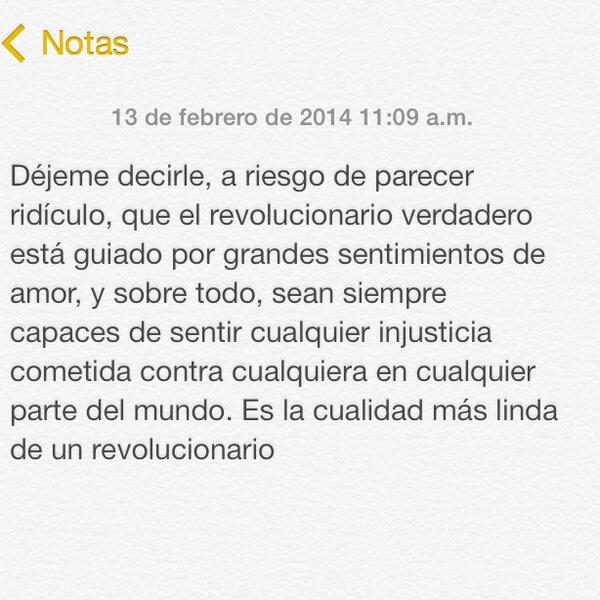 Notas
13 de febrero de 2014 11:09 a.m.
Déjeme decirle, a riesgo de parecer
ridículo, que el revolucionario verdadero
está guiado por grandes sentimientos de
amor, y sobre todo, sean siempre
capaces de sentir cualquier injusticia
cometida contra cualquiera en cualquier
parte del mundo. Es la cualidad más linda
de un revolucionario